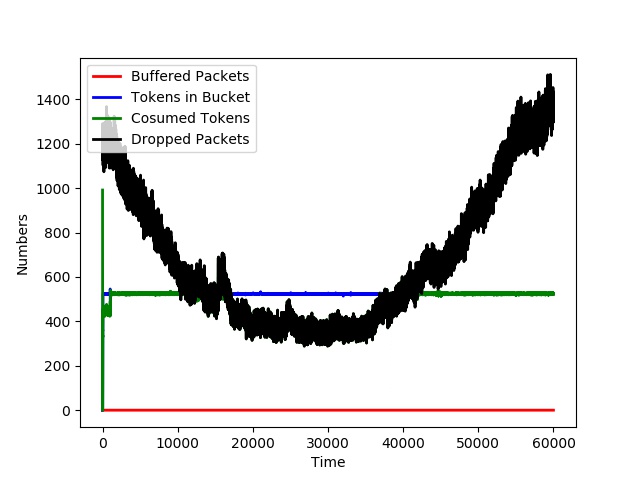 Buffered Packets
Tokens in Bucket
Cosumed Tokens
Dropped Packets
1400
1200
1000
800
600
400
200
0
Numbers
0 10000 20000 30000 40000 50000 60000
Time